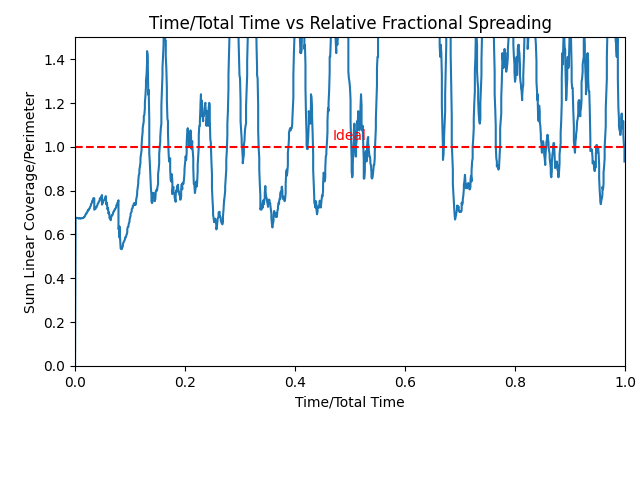 Time/Total Time vs Relative Fractional Spreading
Sum Linear Coverage/Perimeter
1.4
1.2
1.0
0.8
0.6
0.4
0.2
0.0
Ideal
0.0 0.2 0.4 0.6 0.8 1.0
Time/Total Time